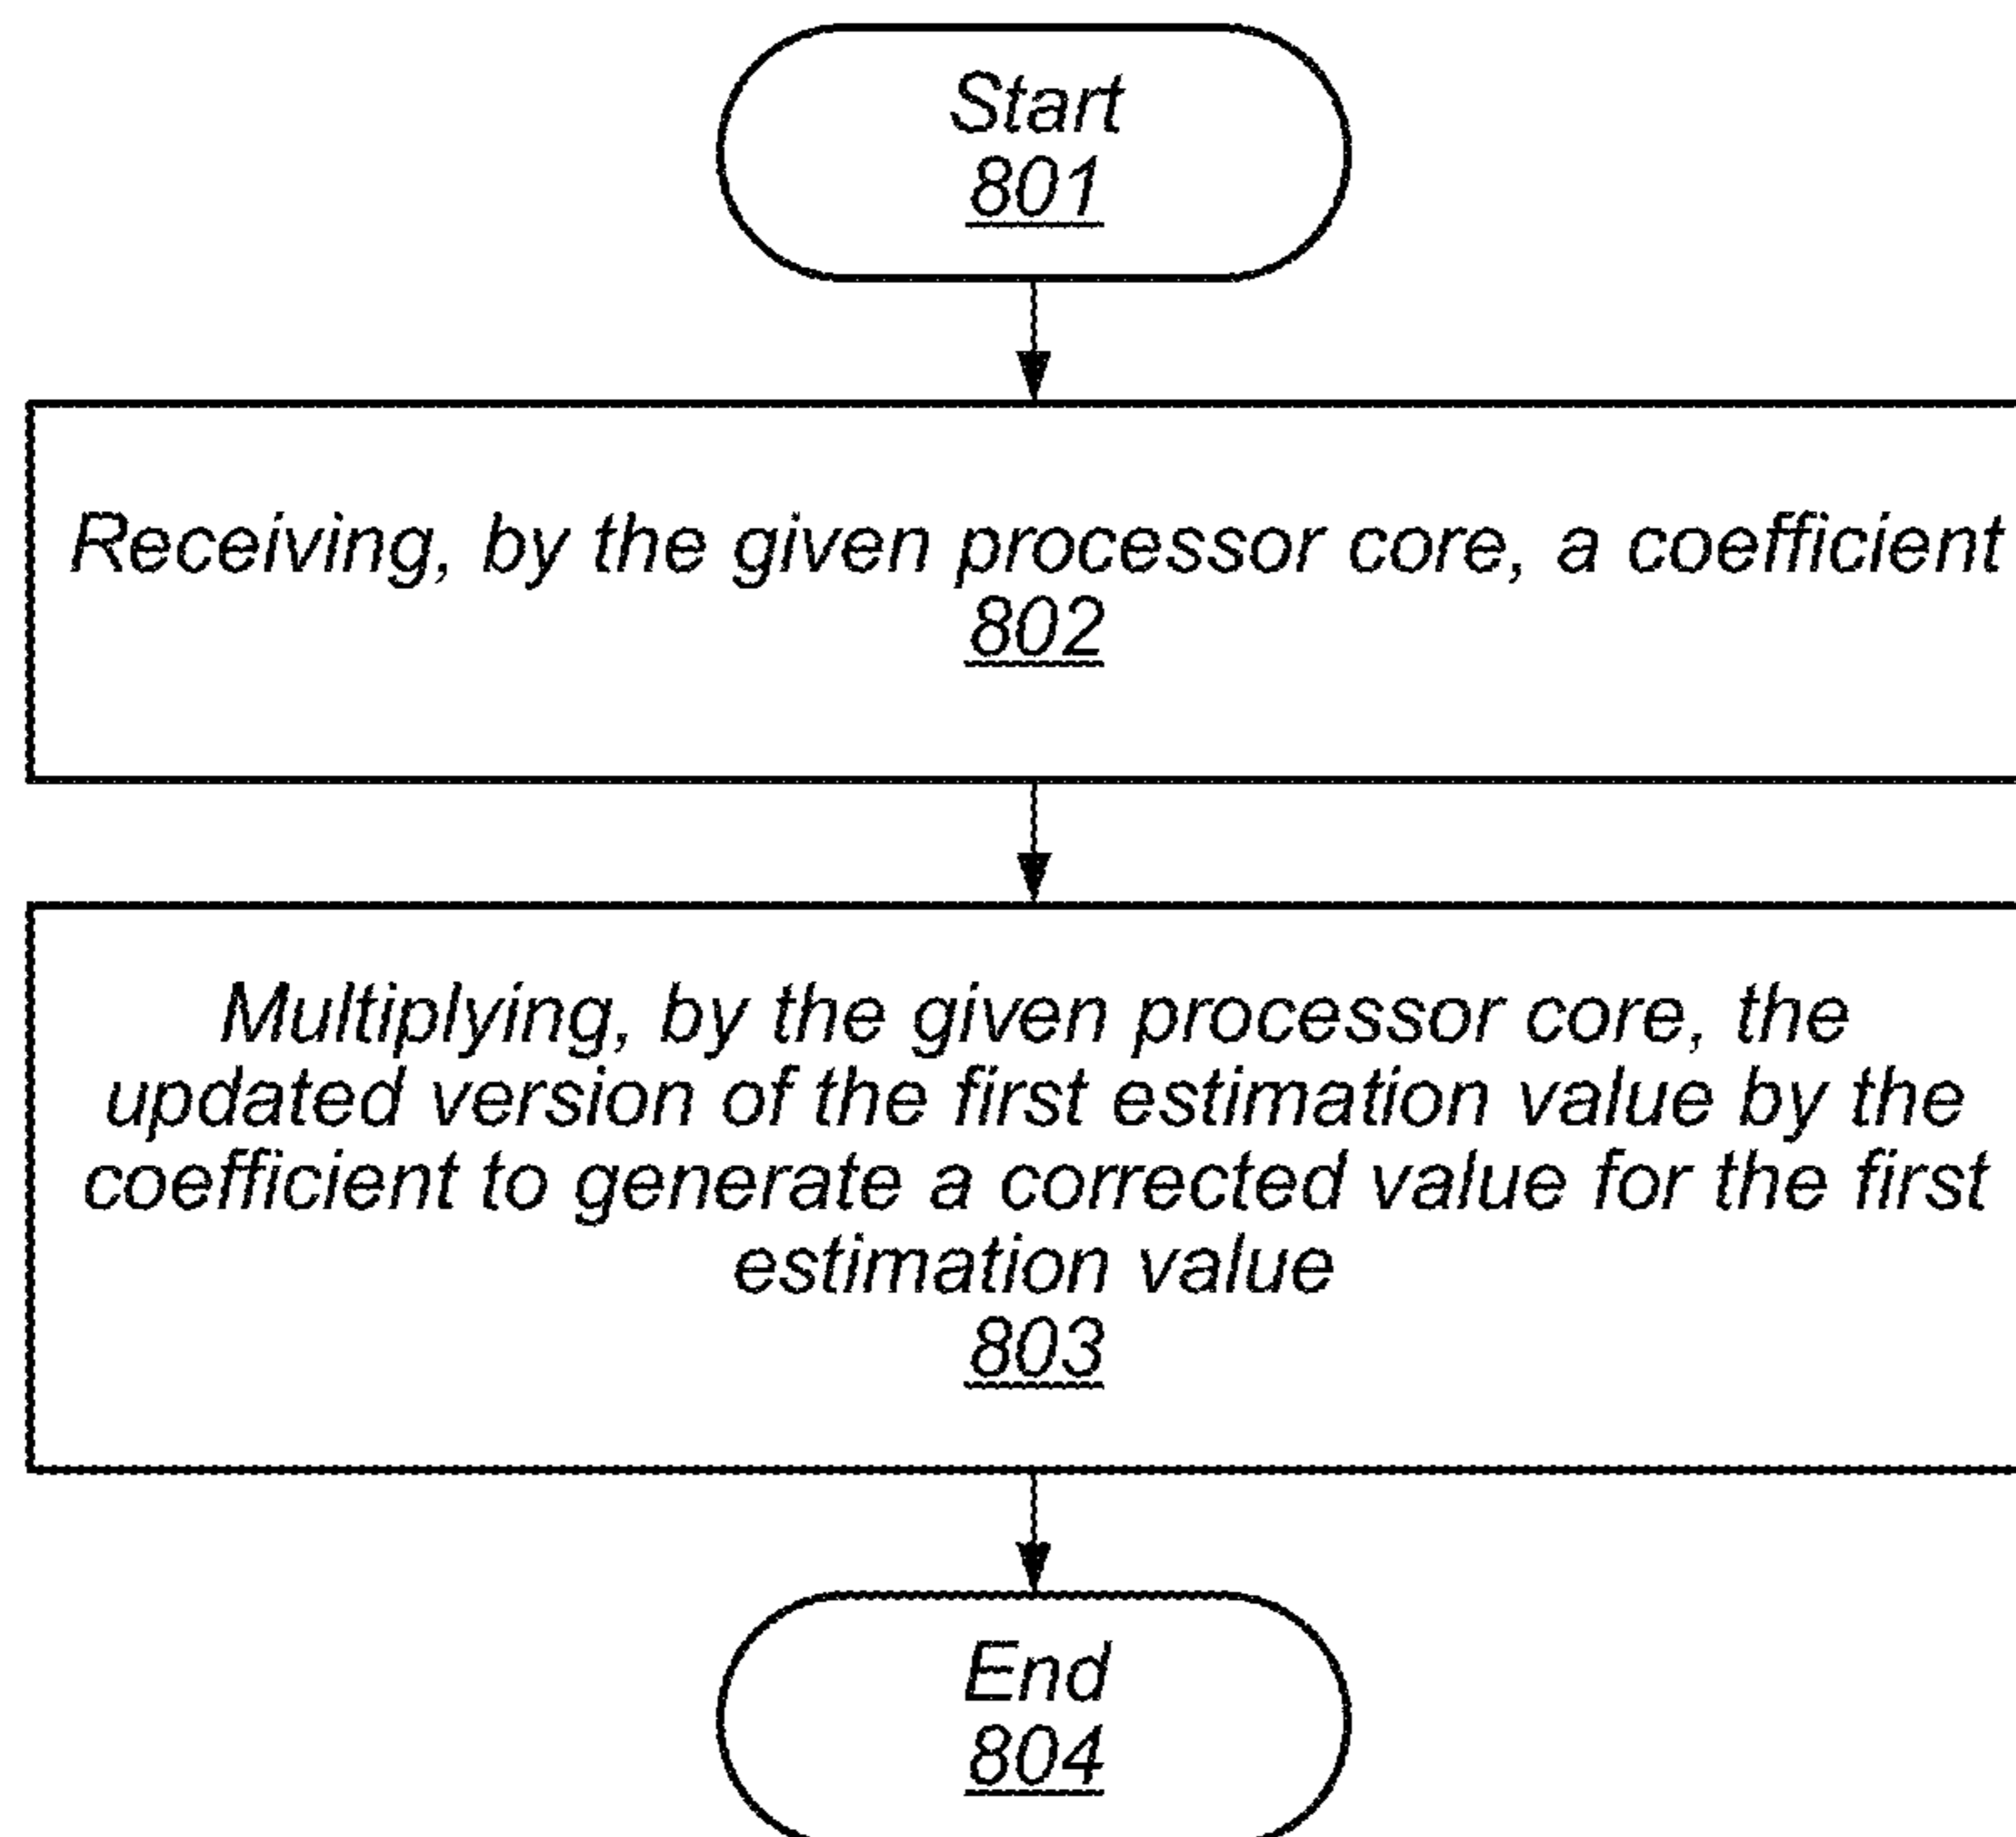 Start
801
Receiving, by the given processor core, a coefficient
802
Multiplying, by the given processor core, the
updated version of the first estimation value by the
coefficient to generate a corrected value for the first
estimation value
803
End
804